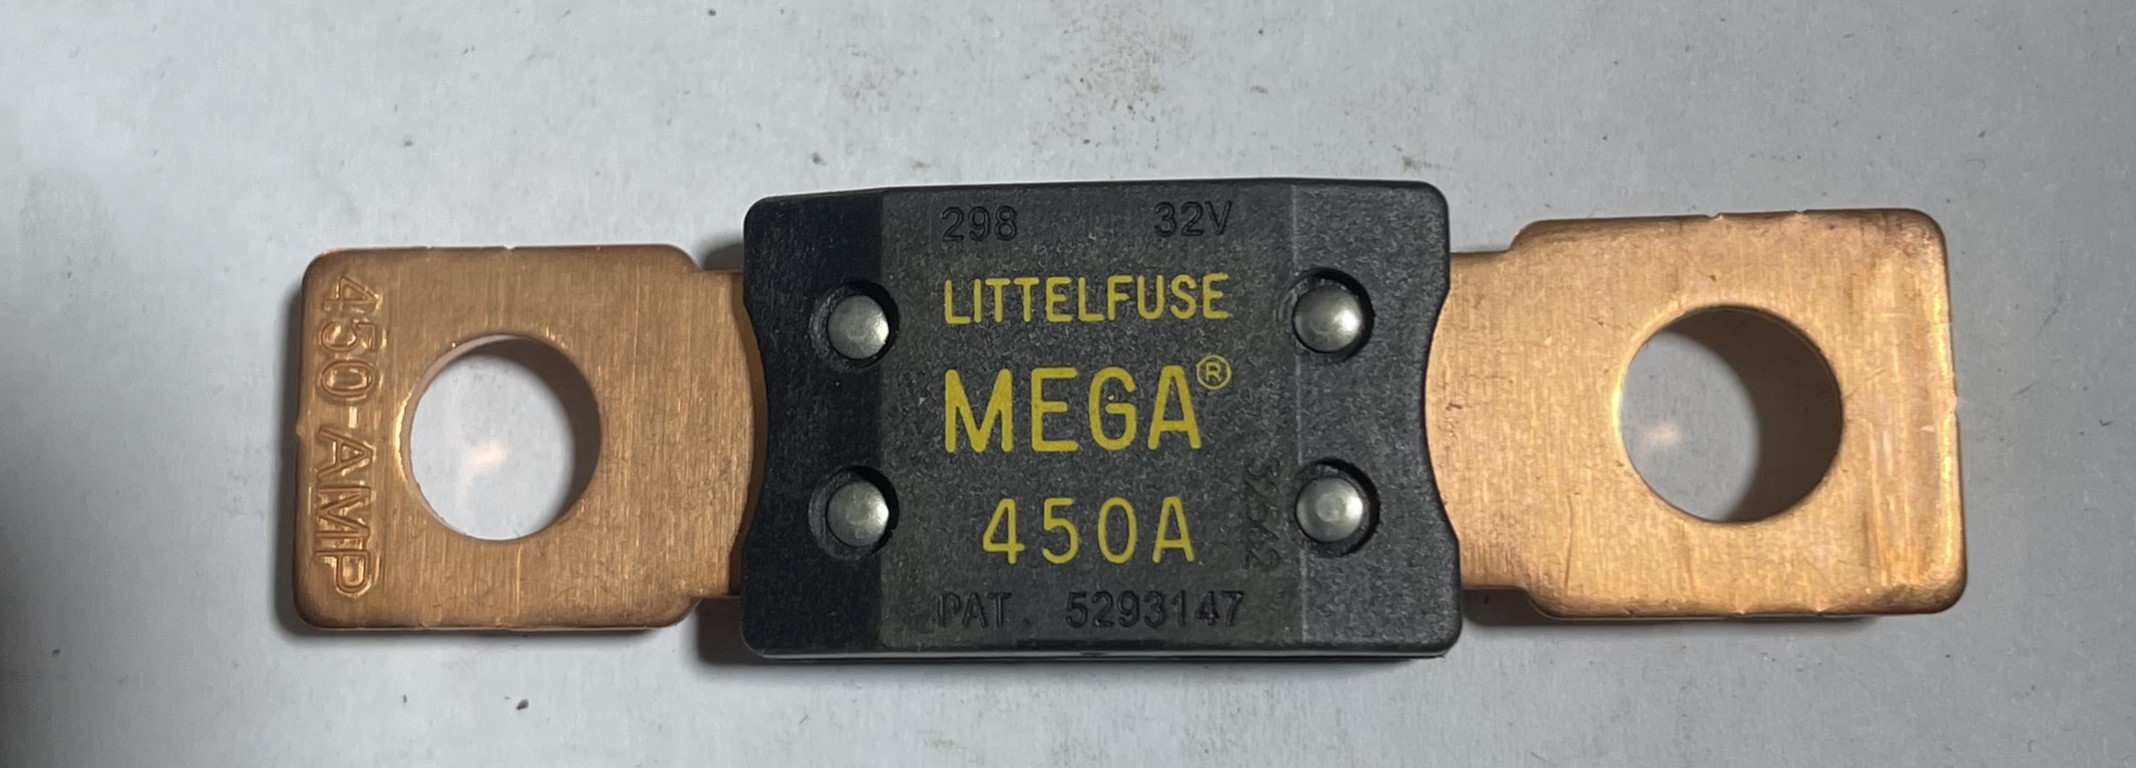 450-AMP
298 32V
LITTELFUSE
MEGA®
450A
PAT. 5293147